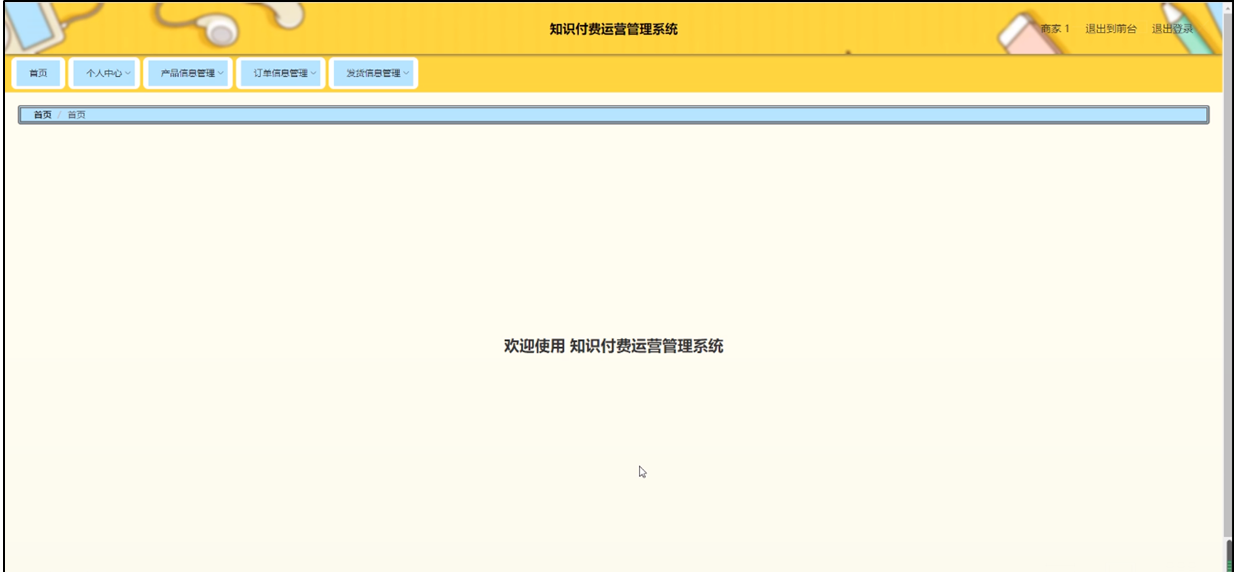 知识付费运营管理系统
商家 1 退出到前台 退出登录
首页 个人中心 产品信息管理 订单信息管理 发货信息管理
首页 / 首页
欢迎使用 知识付费运营管理系统